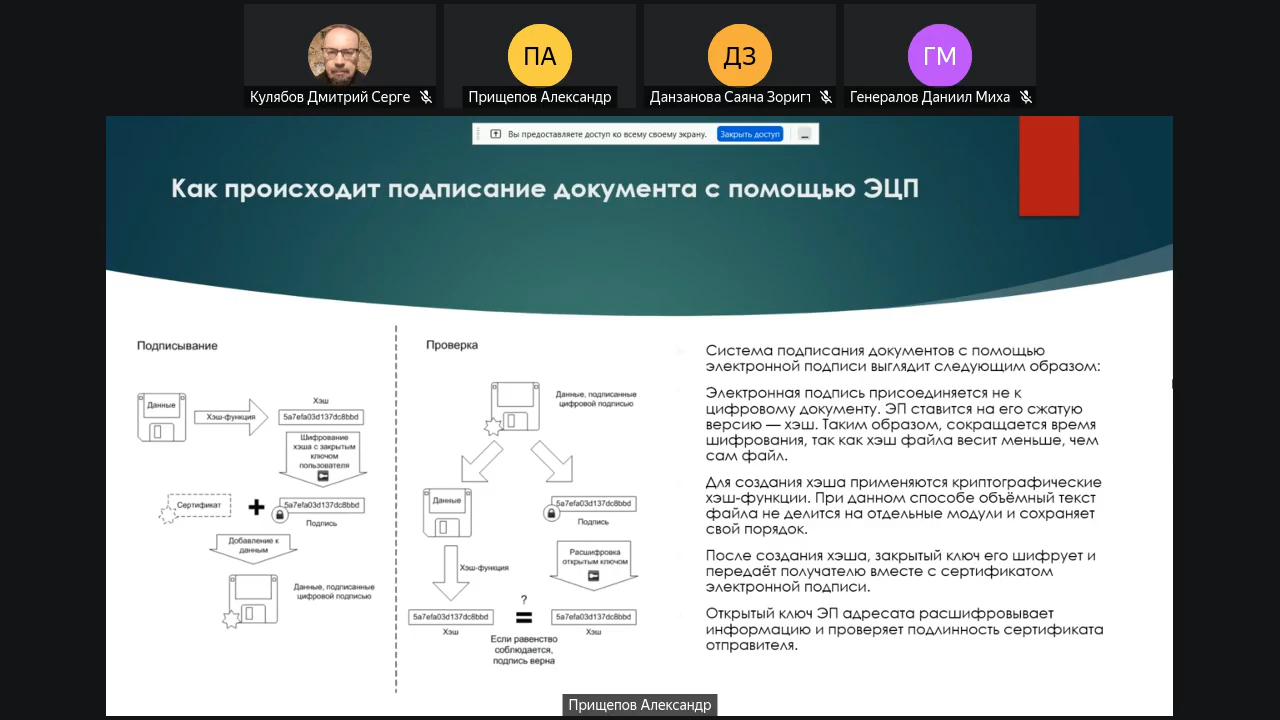 ПА
ДЗ
ГМ
Кулябов Дмитрий Серге
Прищепов Александр
Данзанова Саяна Зориг
Генералов Даниил Миха
Вы предоставляете доступ ко всему своему экрану.
Закрыть доступ
Как происходит подписание документа с помощью ЭЦП
Подписывание
Данные
Хэш-функция
Хэш
5a7efa03d137dc8bbd
Шифрование
хэша с закрытым
ключом
пользователя
Сертификат
5a7efa03d137dc8bbd
Подпись
Добавление к
данным
Данные, подписанные
цифровой подписью
Проверка
Данные, подписанные
цифровой подписью
Данные
5a7efa03d137dc8bbd
Подпись
Хэш-функция
Расшифровка
открытым ключом
5a7efa03d137dc8bbd
Хэш
?
5a7efa03d137dc8bbd
Хэш
Если равенство
соблюдается,
подпись верна
Система подписания документов с помощью
электронной подписи выглядит следующим образом:
Электронная подпись присоединяется не к
цифровому документу. ЭП ставится на его сжатую
версию — хэш. Таким образом, сокращается время
шифрования, так как хэш файла весит меньше, чем
сам файл.
Для создания хэша применяются криптографические
хэш-функции. При данном способе объёмный текст
файла не делится на отдельные модули и сохраняет
свой порядок.
После создания хэша, закрытый ключ его шифрует и
передаёт получателю вместе с сертификатом
электронной подписи.
Открытый ключ ЭП адресата расшифровывает
информацию и проверяет подлинность сертификата
отправителя.
Прищепов Александр